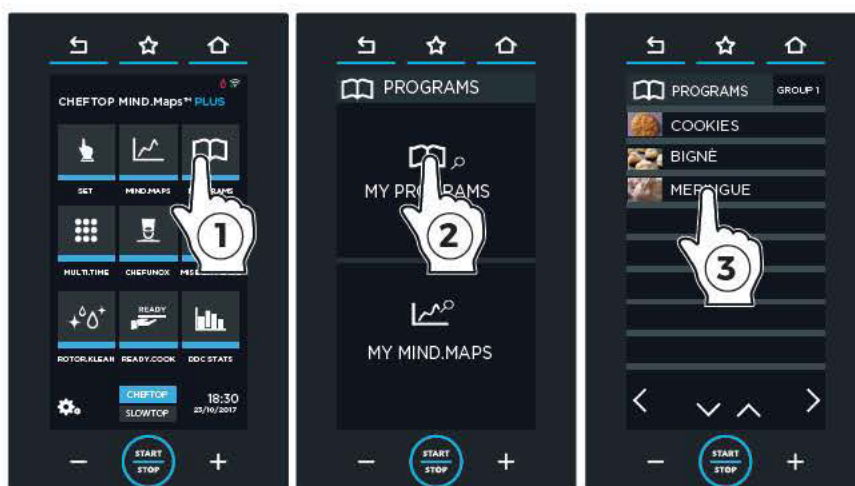 CHEFTOP MIND.Maps™ PLUS
SET
MIND.MAPS
1
MULTI.TIME
CHEFUNOX
READY
ROTOR.KLEAN
READY.COOK
DDC STATS
CHEFTOP
SLOWTOP
18:30
23/10/2017
−
START
STOP
+
PROGRAMS
MY PROGRAMS
2
MY MIND.MAPS
−
START
STOP
+
PROGRAMS
GROUP 1
COOKIES
BIGNÈ
MERINGUE
3
−
START
STOP
+